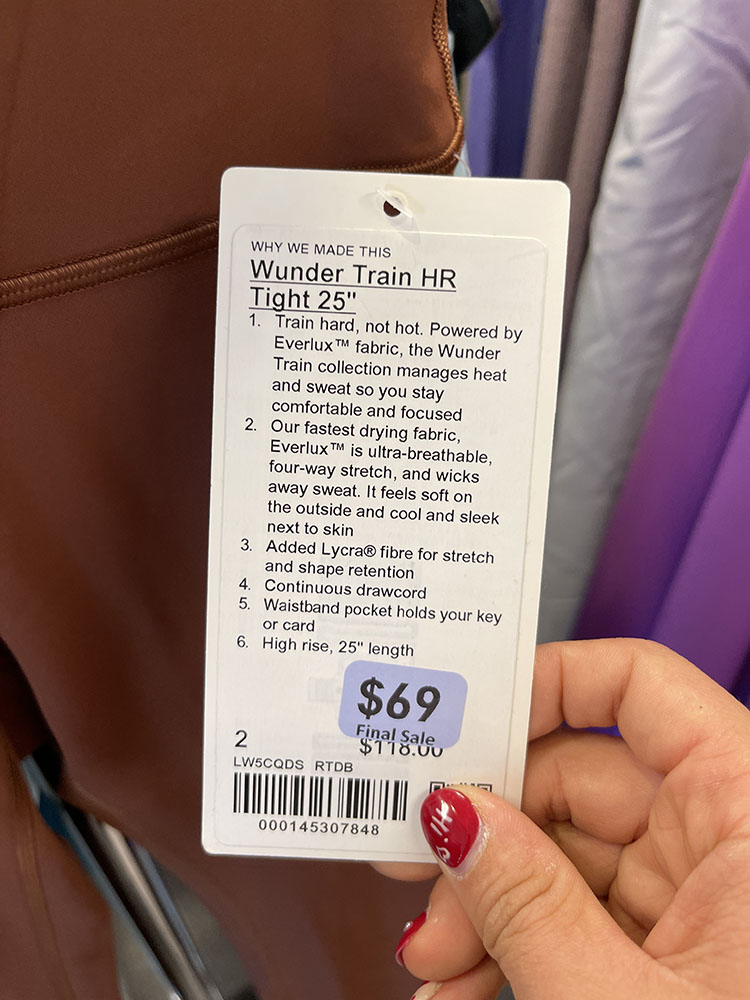 WHY WE MADE THIS
Wunder Train HR
Tight 25"
1. Train hard, not hot. Powered by
Everlux™ fabric, the Wunder
Train collection manages heat
and sweat so you stay
comfortable and focused
2. Our fastest drying fabric,
Everlux™ is ultra-breathable,
four-way stretch, and wicks
away sweat. It feels soft on
the outside and cool and sleek
next to skin
3. Added Lycra® fibre for stretch
and shape retention
4. Continuous drawcord
5. Waistband pocket holds your key
or card
6. High rise, 25" length
$69
Final Sale
2
$118.00
LW5CQDS RTDB
000145307848